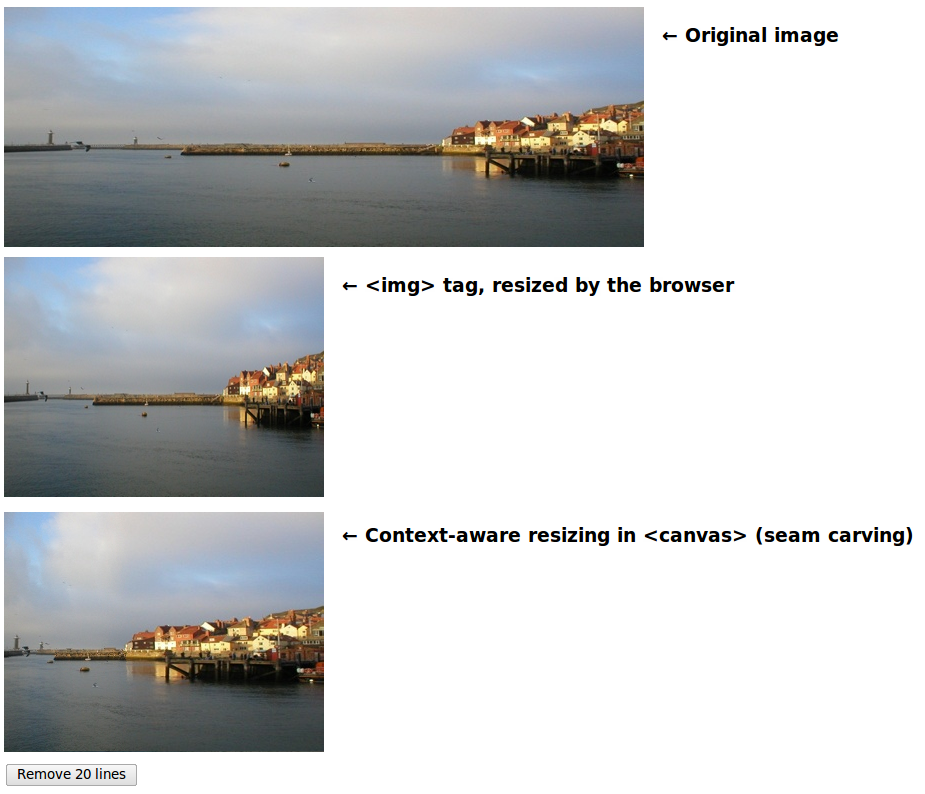 ← Original image
← <img> tag, resized by the browser
← Context-aware resizing in <canvas> (seam carving)
Remove 20 lines